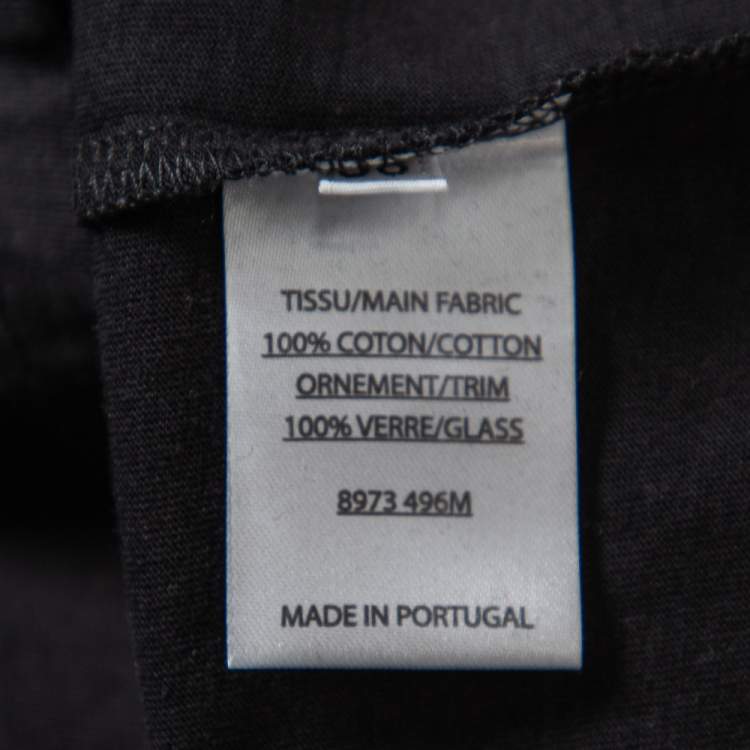 TISSU/MAIN FABRIC
100% COTON/COTTON
ORNEMENT/TRIM
100% VERRE/GLASS
8973 496M
MADE IN PORTUGAL